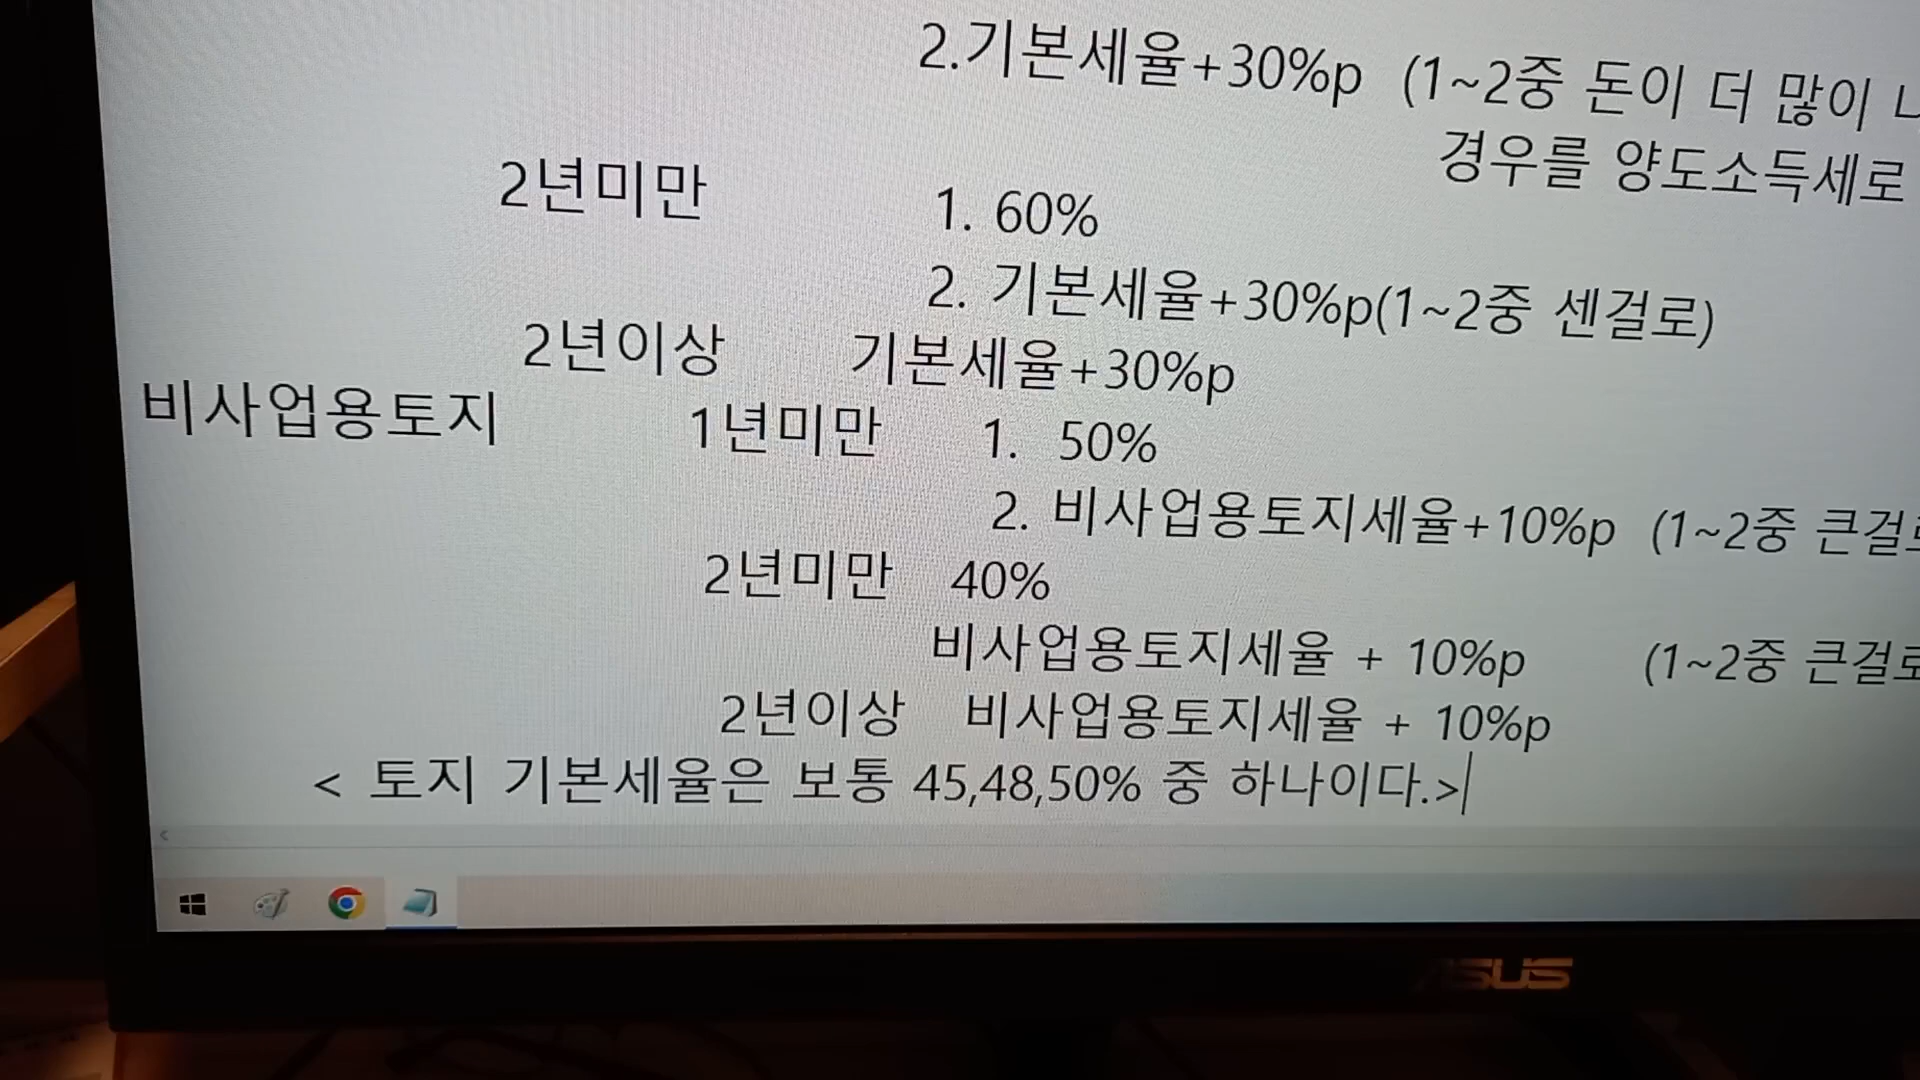 2.기본세율+30%p (1~2중 돈이 더 많이
경우를 양도소득세로
2년미만 1. 60%
2. 기본세율+30%p(1~2중 센걸로)
2년이상 기본세율+30%p
비사업용토지 1년미만 1. 50%
2. 비사업용토지세율+10%p (1~2중 큰걸로
2년미만 40%
비사업용토지세율 + 10%p (1~2중 큰걸로
2년이상 비사업용토지세율 + 10%p
< 토지 기본세율은 보통 45,48,50% 중 하나이다.>
ASUS